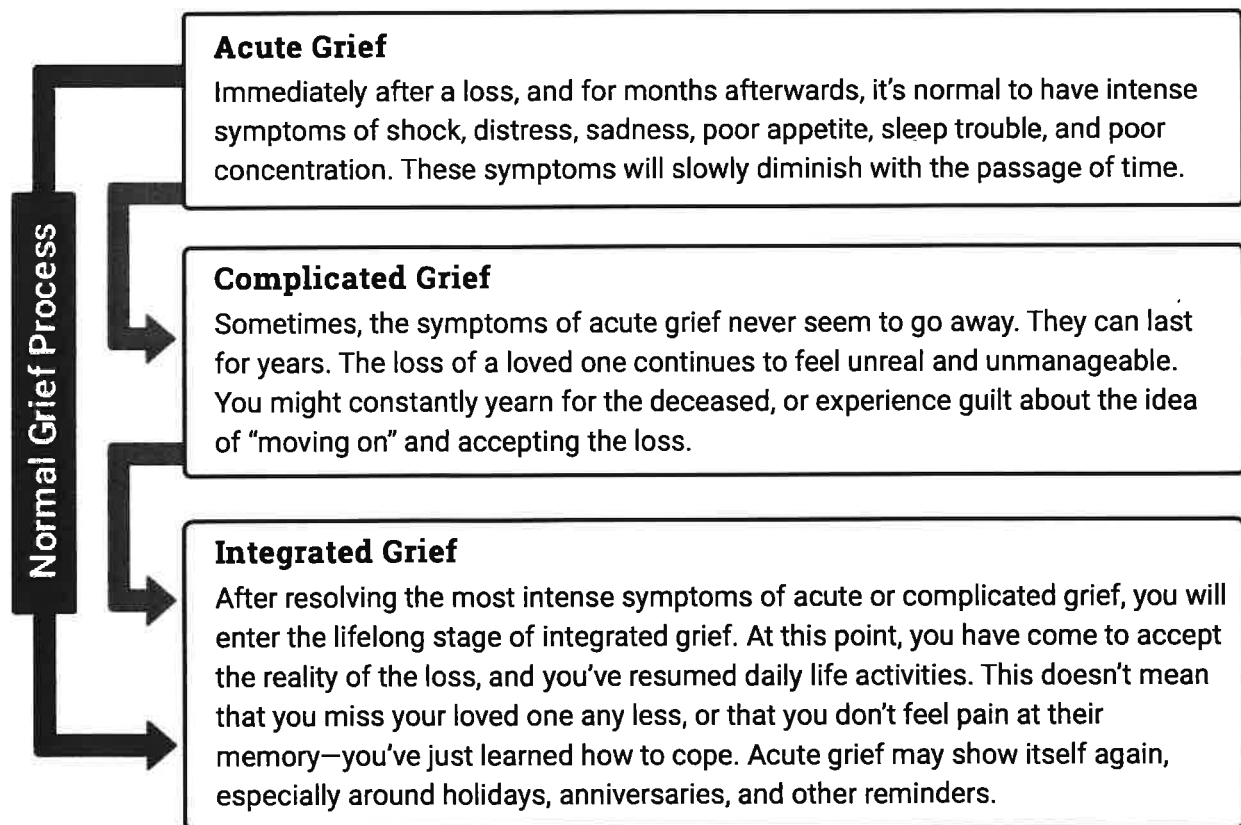 Normal Grief Process
Acute Grief
Immediately after a loss, and for months afterwards, it's normal to have intense
symptoms of shock, distress, sadness, poor appetite, sleep trouble, and poor
concentration. These symptoms will slowly diminish with the passage of time.
Complicated Grief
Sometimes, the symptoms of acute grief never seem to go away. They can last
for years. The loss of a loved one continues to feel unreal and unmanageable.
You might constantly yearn for the deceased, or experience guilt about the idea
of “moving on” and accepting the loss.
Integrated Grief
After resolving the most intense symptoms of acute or complicated grief, you will
enter the lifelong stage of integrated grief. At this point, you have come to accept
the reality of the loss, and you've resumed daily life activities. This doesn't mean
that you miss your loved one any less, or that you don't feel pain at their
memory—you've just learned how to cope. Acute grief may show itself again,
especially around holidays, anniversaries, and other reminders.